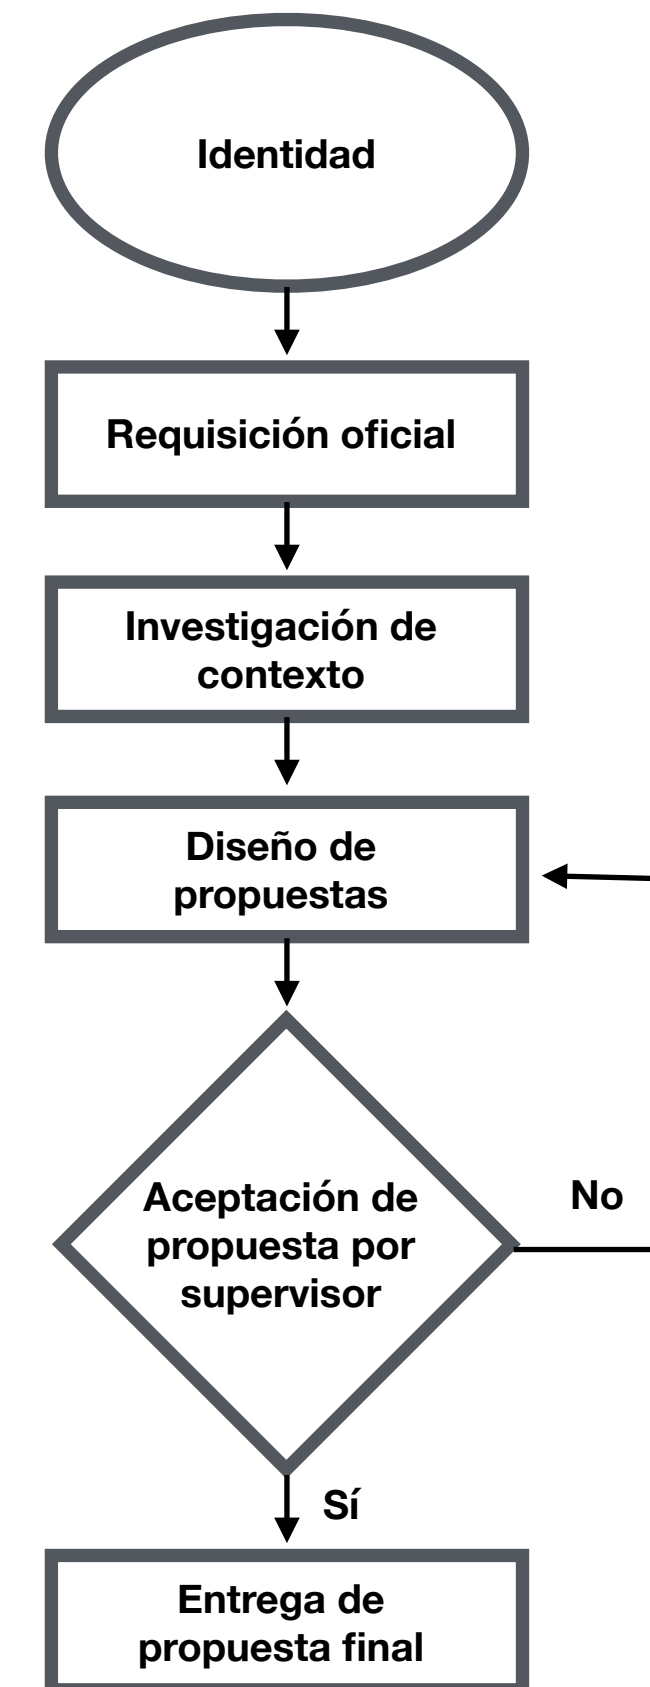 Identidad
Requisición oficial
Investigación de
contexto
Diseño de
propuestas
Aceptación de
propuesta por
supervisor
No
Sí
Entrega de
propuesta final